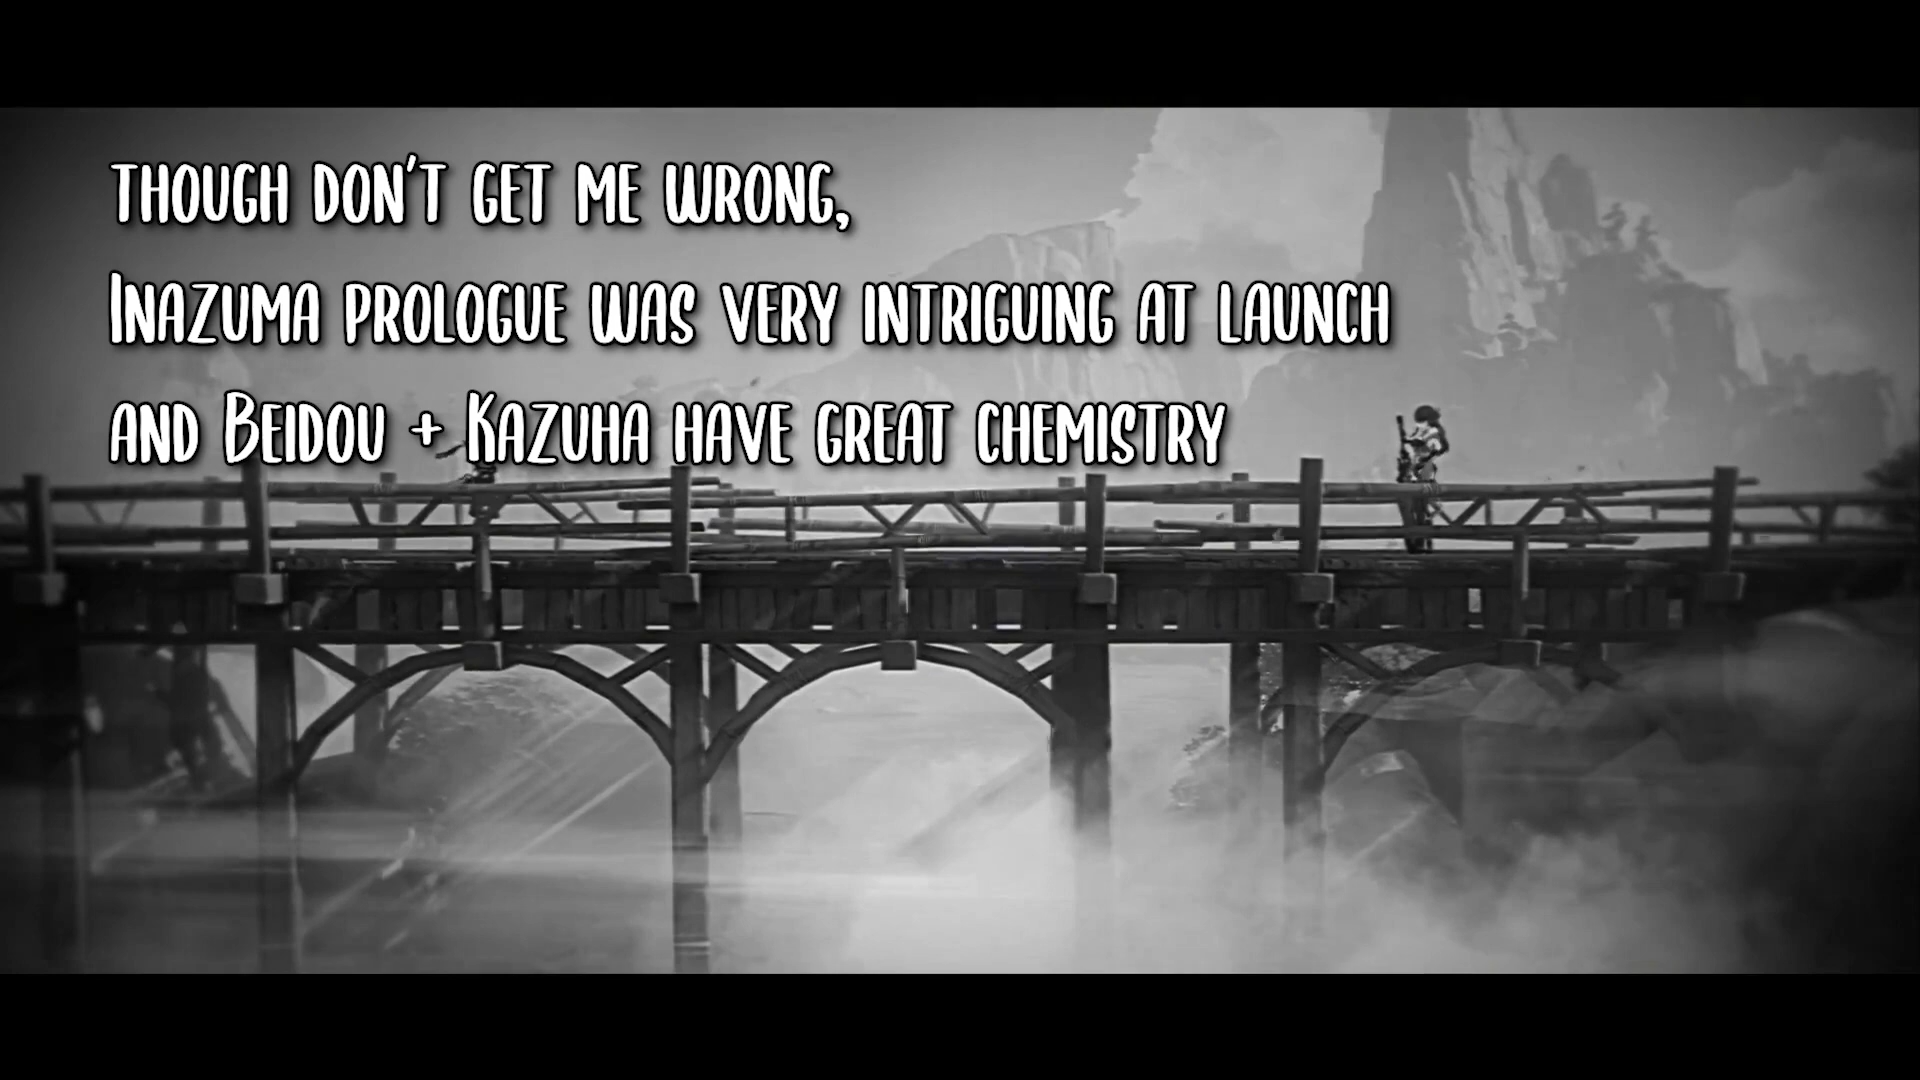 THOUGH DON'T GET ME WRONG,
INAZUMA PROLOGUE WAS VERY INTRIGUING AT LAUNCH
AND BEIDOU + KAZUHA HAVE GREAT CHEMISTRY